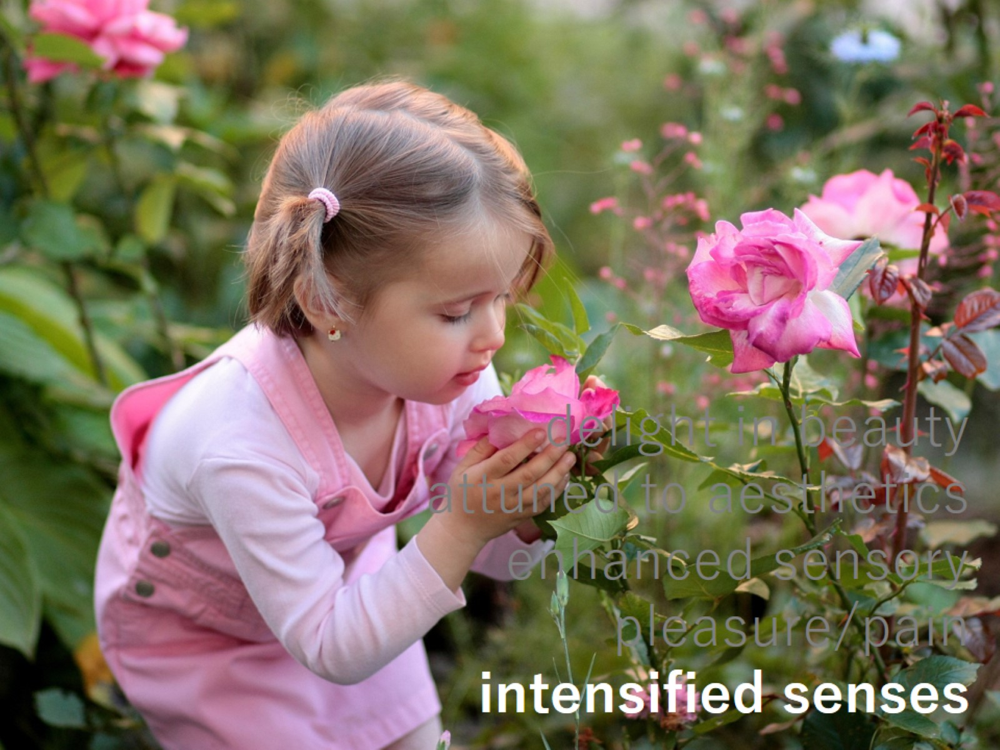 delight in beauty
attuned to aesthetics
enhanced sensory
pleasure/pain
intensified senses